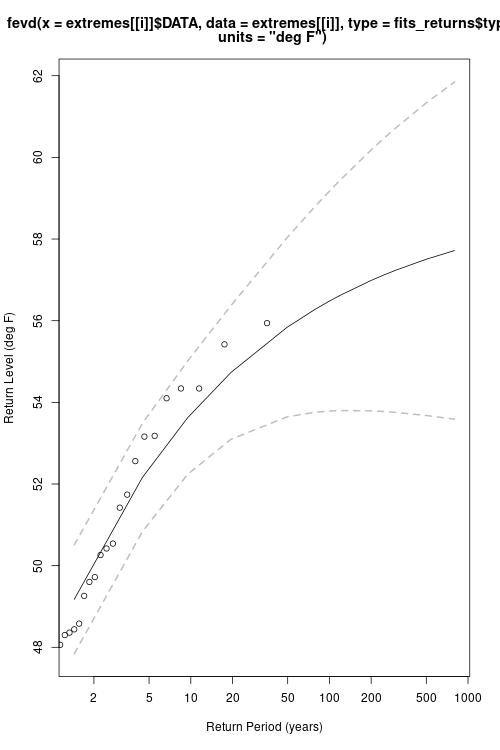 fevd(x = extremes[[i]]$DATA, data = extremes[[i]], type = fits_returns$typ
units = "deg F")
62
60
58
56
54
52
50
48
Return Level (deg F)
2 5 10 20 50 100 200 500 1000
Return Period (years)